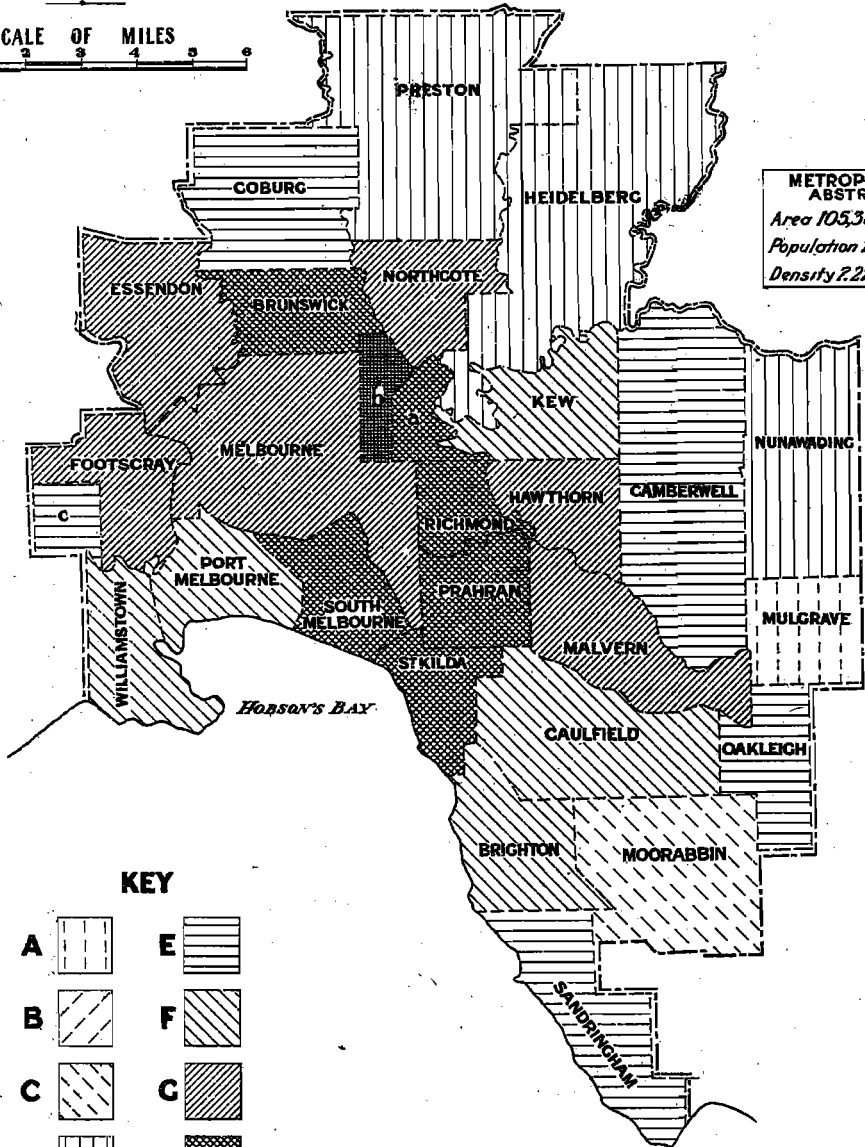 CALE OF MILES
2 3 4 5 6
PRESTON
COBURG
HEIDELBERG
METROP
ABSTR
Area 105,3
Population
Density 22
ESSENDON
NORTHCOTE
BRUNSWICK
KEW
MELBOURNE
NUNAWADING
FOOTSCRAY
CAMBERWELL
HAWTHORN
C
RICHMOND
PORT
MELBOURNE
PRAHRAN
WILLIAMSTOWN
SOUTH
MELBOURNE
MULGRAVE
MALVERN
ST KILDA
HOBSON'S BAY
CAULFIELD
OAKLEIGH
BRIGHTON
MOORABBIN
KEY
A E
B F
C G
SANDRINGHAM